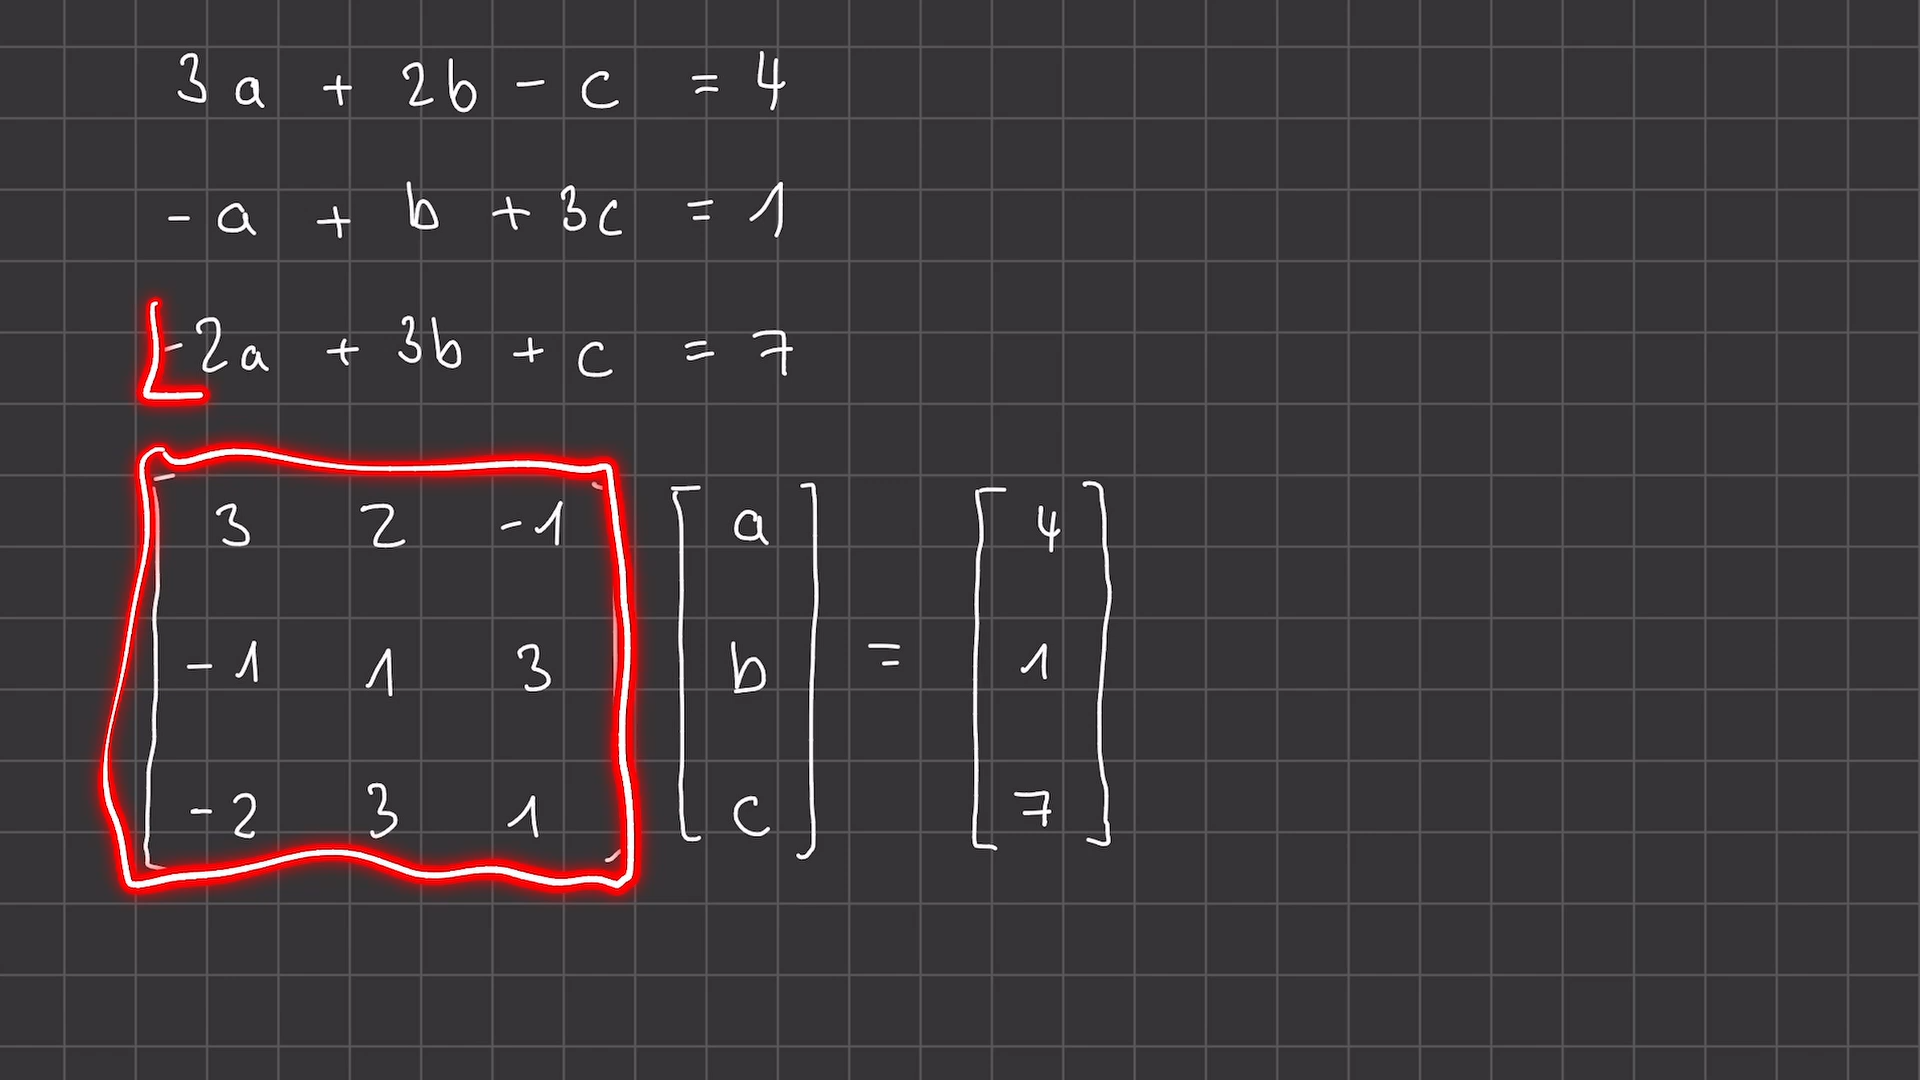 3a + 2b - c = 4
-a + b + 3c = 1
-2a + 3b + c = 7
[ 3 2 -1 ] [ a ] [ 4 ]
[ -1 1 3 ] [ b ] = [ 1 ]
[ -2 3 1 ] [ c ] [ 7 ]